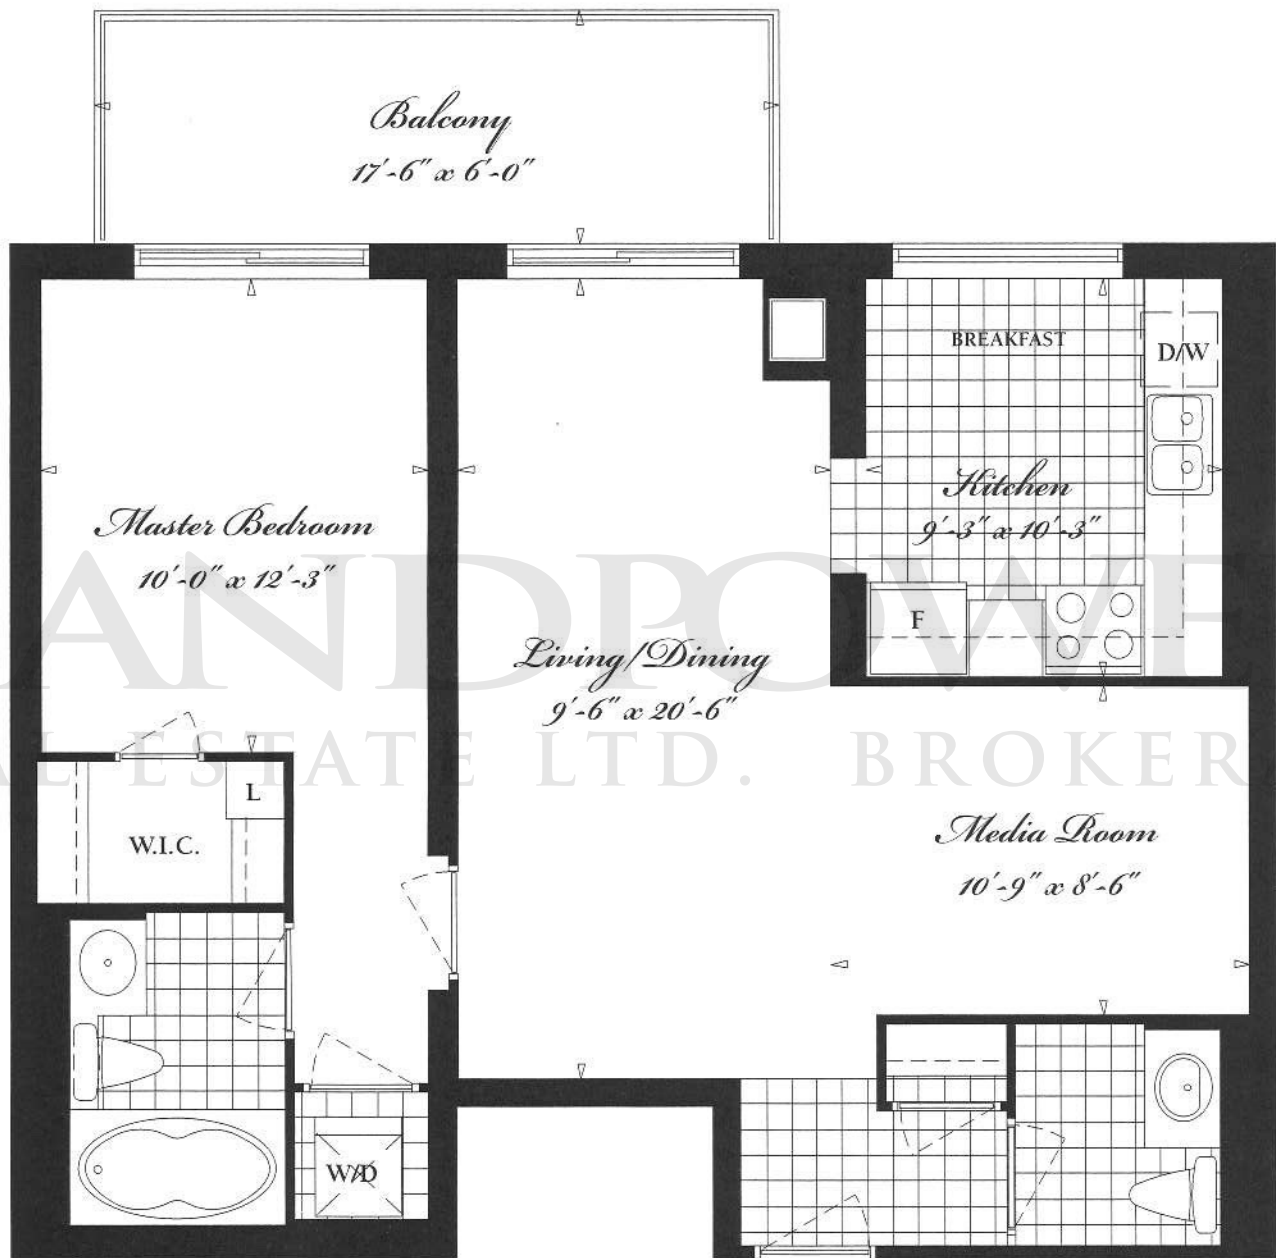 Balcony
17'-6" x 6'-0"
BREAKFAST
D/W
Kitchen
9'-3" x 10'-3"
F
Master Bedroom
10'-0" x 12'-3"
Living/Dining
9'-6" x 20'-6"
ANDPOWE
AL ESTATE LTD. BROKER
L
W.I.C.
Media Room
10'-9" x 8'-6"
W/D